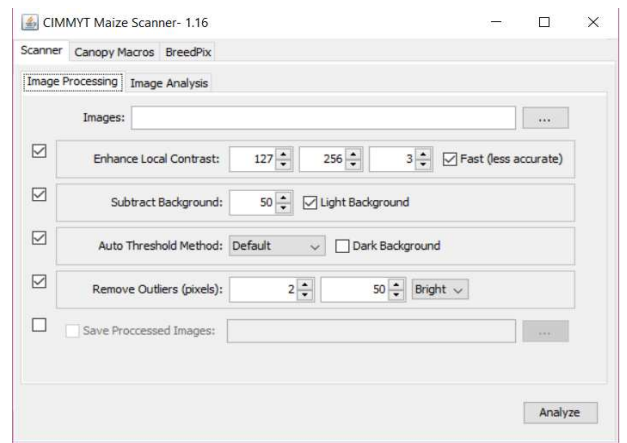 CIMMYT Maize Scanner- 1.16
Scanner Canopy Macros BreedPix
Image Processing Image Analysis
Images: ...
Enhance Local Contrast: 127 256 3 Fast (less accurate)
Subtract Background: 50 Light Background
Auto Threshold Method: Default Dark Background
Remove Outliers (pixels): 2 50 Bright
Save Proccessed Images: ...
Analyze